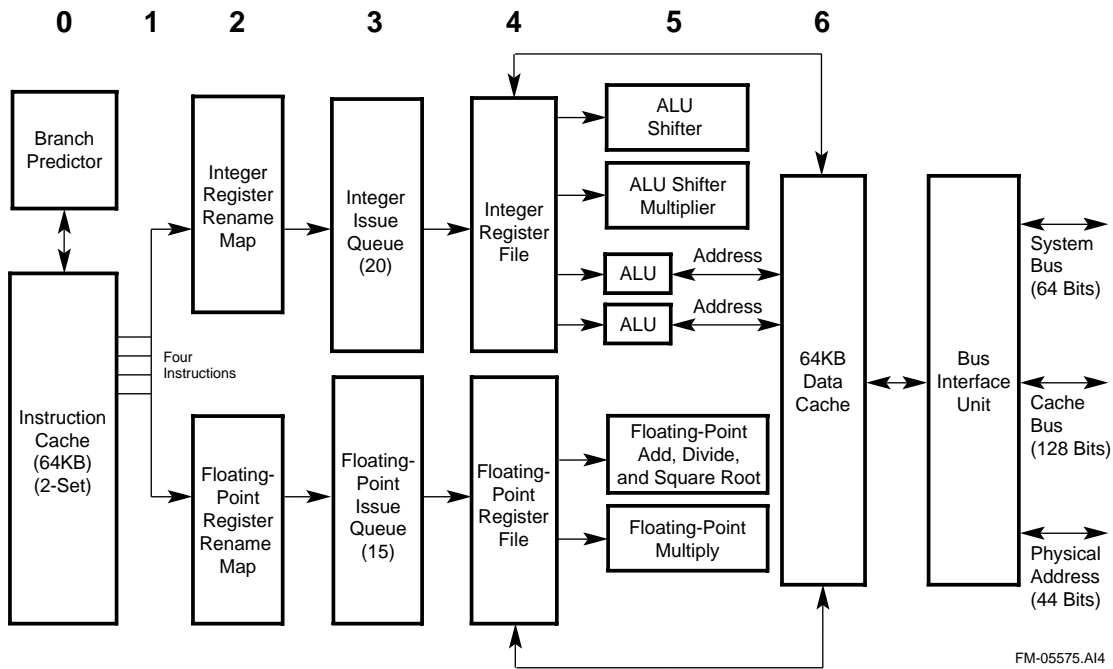 0 1 2 3 4 5 6
Branch
Predictor
Instruction
Cache
(64KB)
(2-Set)
Four
Instructions
Integer
Register
Rename
Map
Floating-
Point
Register
Rename
Map
Integer
Issue
Queue
(20)
Floating-
Point
Issue
Queue
(15)
Integer
Register
File
Floating-
Point
Register
File
ALU
Shifter
ALU Shifter
Multiplier
ALU
Address
ALU
Address
Floating-Point
Add, Divide,
and Square Root
Floating-Point
Multiply
64KB
Data
Cache
Bus
Interface
Unit
System
Bus
(64 Bits)
Cache
Bus
(128 Bits)
Physical
Address
(44 Bits)
FM-05575.AI4